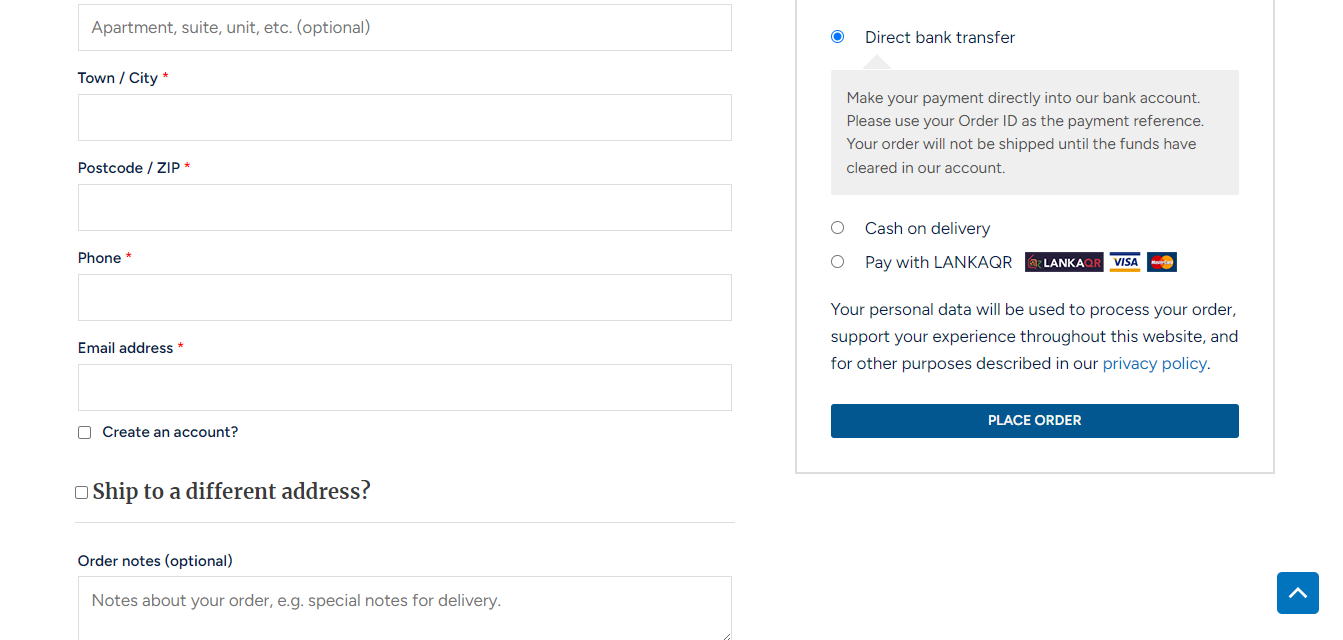 Apartment, suite, unit, etc. (optional)
Town / City *
Postcode / ZIP *
Phone *
Email address *
Create an account?
Ship to a different address?
Order notes (optional)
Notes about your order, e.g. special notes for delivery.
Direct bank transfer
Make your payment directly into our bank account.
Please use your Order ID as the payment reference.
Your order will not be shipped until the funds have
cleared in our account.
Cash on delivery
Pay with LANKAQR LANKAQR VISA MasterCard
Your personal data will be used to process your order,
support your experience throughout this website, and
for other purposes described in our privacy policy.
PLACE ORDER